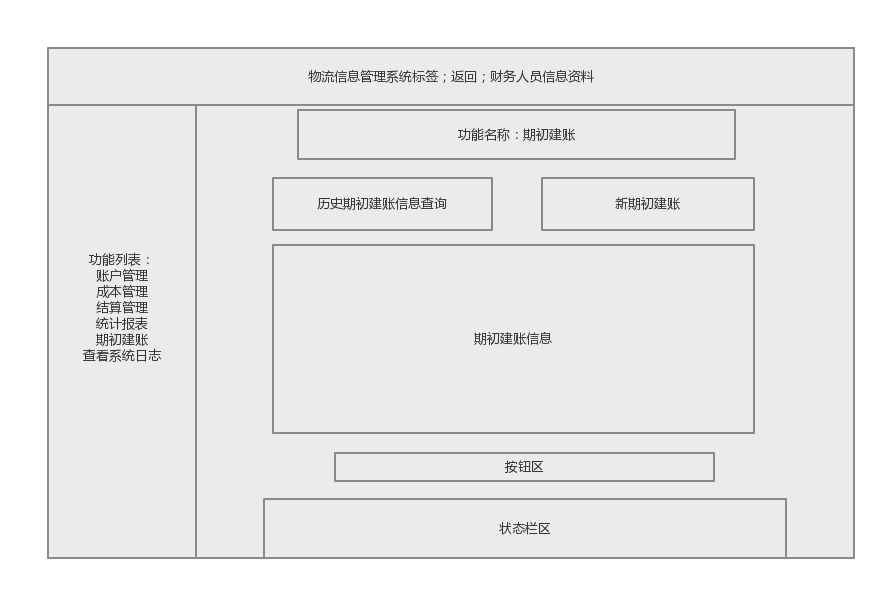 物流信息管理系统标签；返回；财务人员信息资料
功能名称：期初建账
历史期初建账信息查询
新期初建账
功能列表：
账户管理
成本管理
结算管理
统计报表
期初建账
查看系统日志
期初建账信息
按钮区
状态栏区